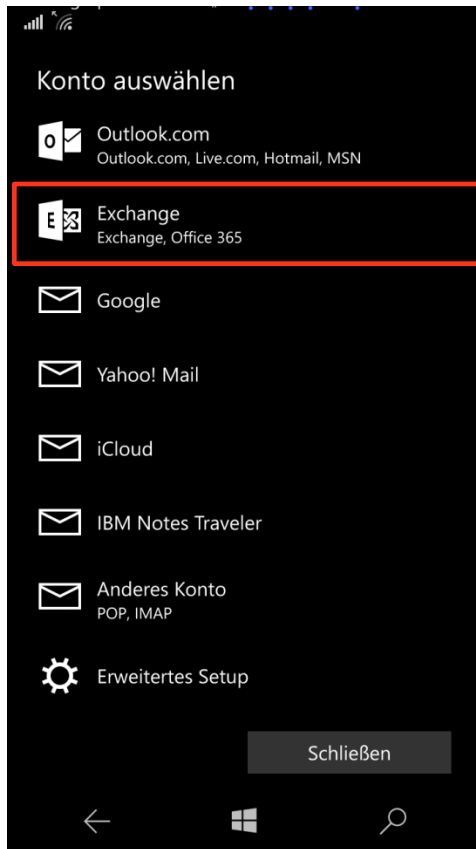 Konto auswählen
Outlook.com
Outlook.com, Live.com, Hotmail, MSN
Exchange
Exchange, Office 365
Google
Yahoo! Mail
iCloud
IBM Notes Traveler
Anderes Konto
POP, IMAP
Erweitertes Setup
Schließen